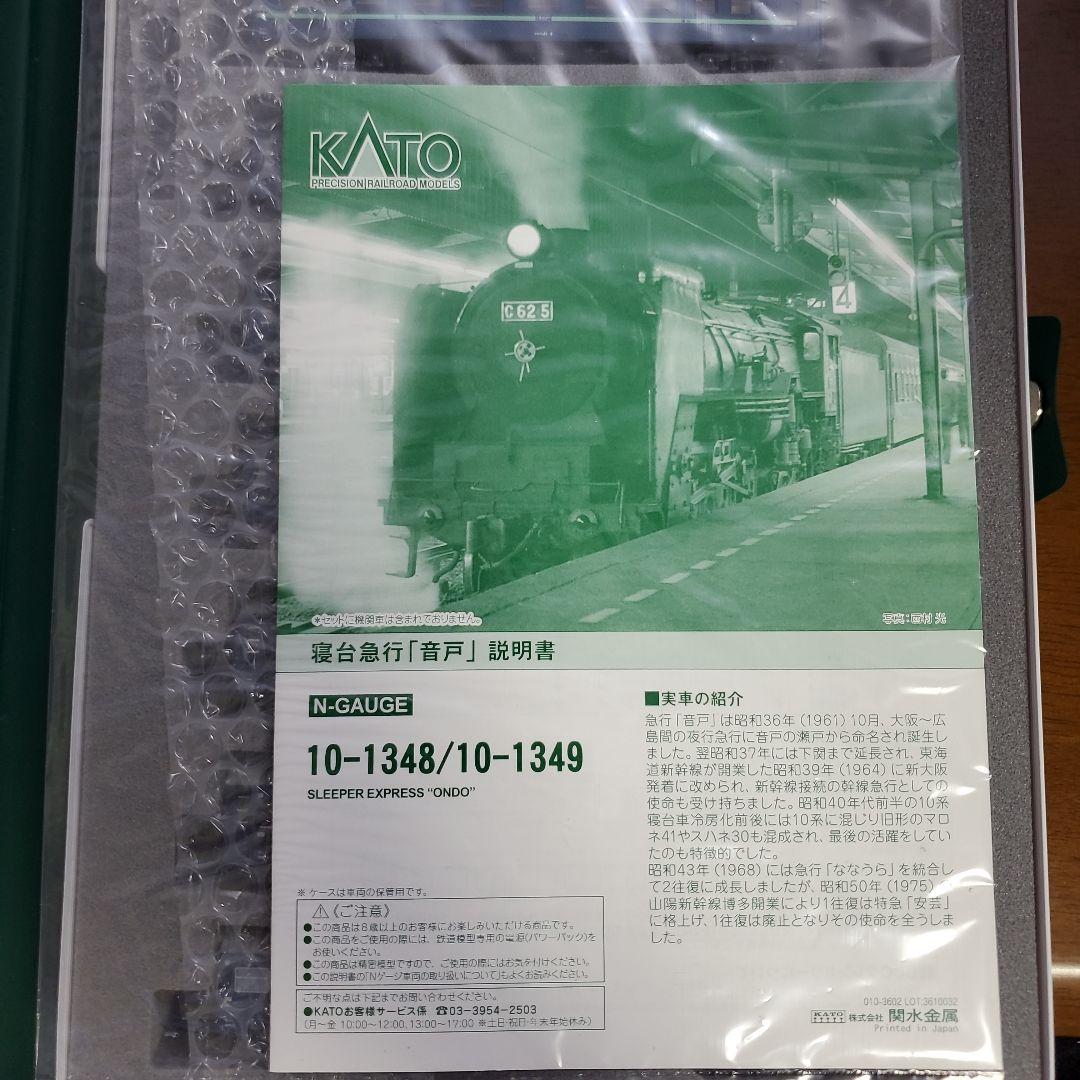 KATO
PRECISION RAILROAD MODELS
C62 5
4
*セットに機関車は含まれておりません。
写真:西村 光
寝台急行「音戸」説明書
N-GAUGE
10-1348/10-1349
SLEEPER EXPRESS "ONDO"
■実車の紹介
急行「音戸」は昭和36年(1961)10月、大阪〜広
島間の夜行急行に音戸の瀬戸から命名され誕生し
ました。翌昭和37年には下関まで延長され、東海
道新幹線が開業した昭和39年(1964)に新大阪
発着に改められ、新幹線接続の幹線急行としての
使命も受け持ちました。昭和40年代前半の10系
寝台車冷房化前後には10系に混じり旧形のマロ
ネ41やスハネ30も混成され、最後の活躍をしてい
たのも特徴的でした。
昭和43年(1968)には急行「ななうら」を統合し
て2往復に成長しましたが、昭和50年(1975)
山陽新幹線博多開業により1往復は特急「安芸」
に格上げ、1往復は廃止となりその使命を全うしま
した。
※ ケースは車両の保管用です。
⚠《ご注意》
●この商品は8歳以上のお客様にお楽しみいただける商品です。
●この商品をご使用の際には、鉄道模型専用の電源(パワーパック)を
お使いください。
●この商品は精密模型ですので、ご使用の際にはお気を付けください。
●この説明書の「Nゲージ車両の取り扱いについて」もよくお読みください。
ご不明な点は下記までお問い合わせください。
●KATOお客様サービス係 ☎03-3954-2503
(月〜金 10:00〜12:00,13:00〜17:00 ※土日・祝日・年末年始休み)
010-3602 LOT:3610032
KATO 株式会社 関水金属
Printed in Japan